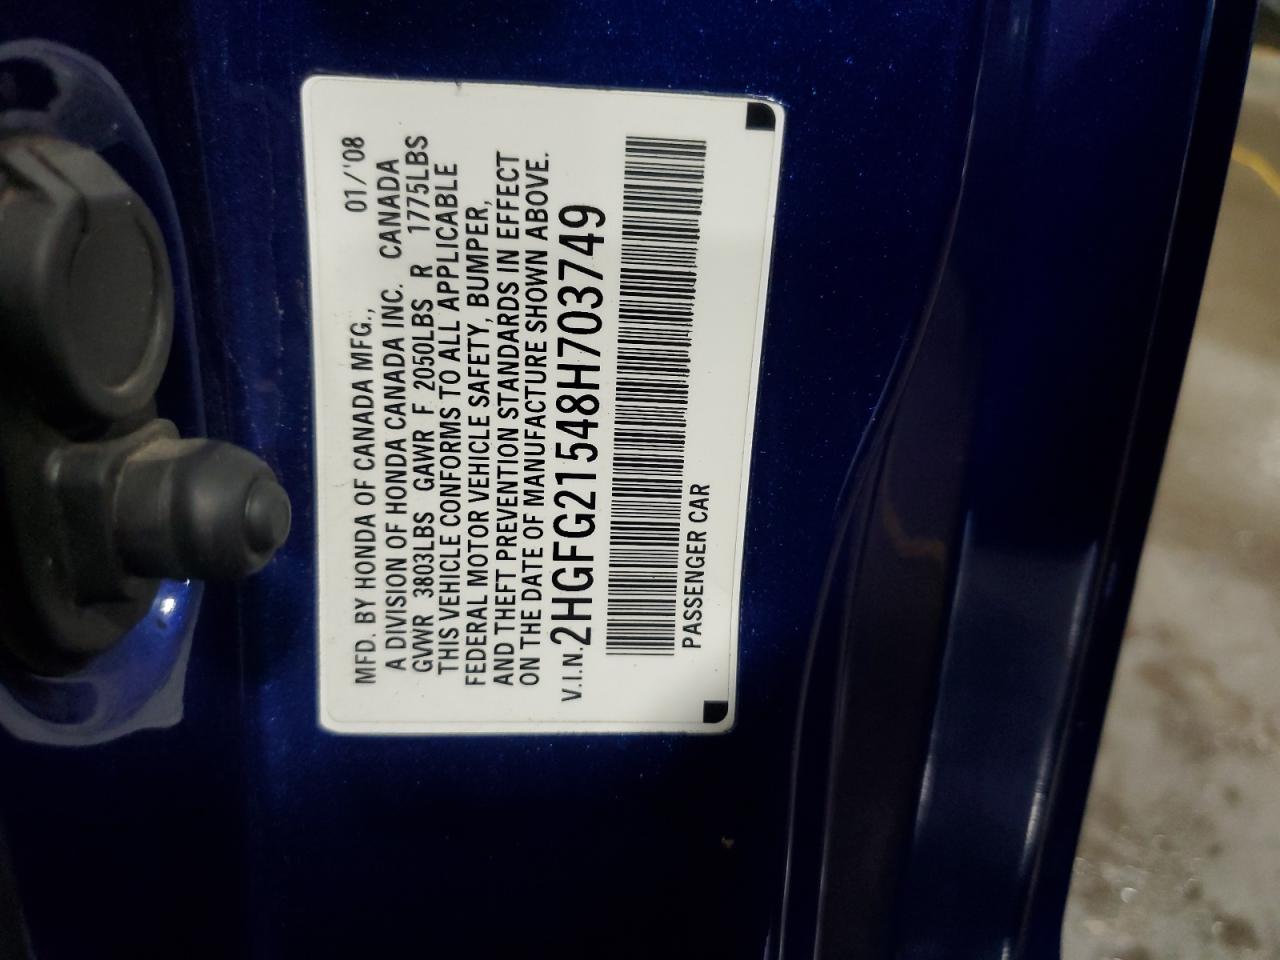 MFD. BY HONDA OF CANADA MFG., 01/'08
A DIVISION OF HONDA CANADA INC. CANADA
GVWR 3803LBS GAWR F 2050LBS R 1775LBS
THIS VEHICLE CONFORMS TO ALL APPLICABLE
FEDERAL MOTOR VEHICLE SAFETY, BUMPER,
AND THEFT PREVENTION STANDARDS IN EFFECT
ON THE DATE OF MANUFACTURE SHOWN ABOVE.
V.I.N. 2HGFG21548H703749
PASSENGER CAR